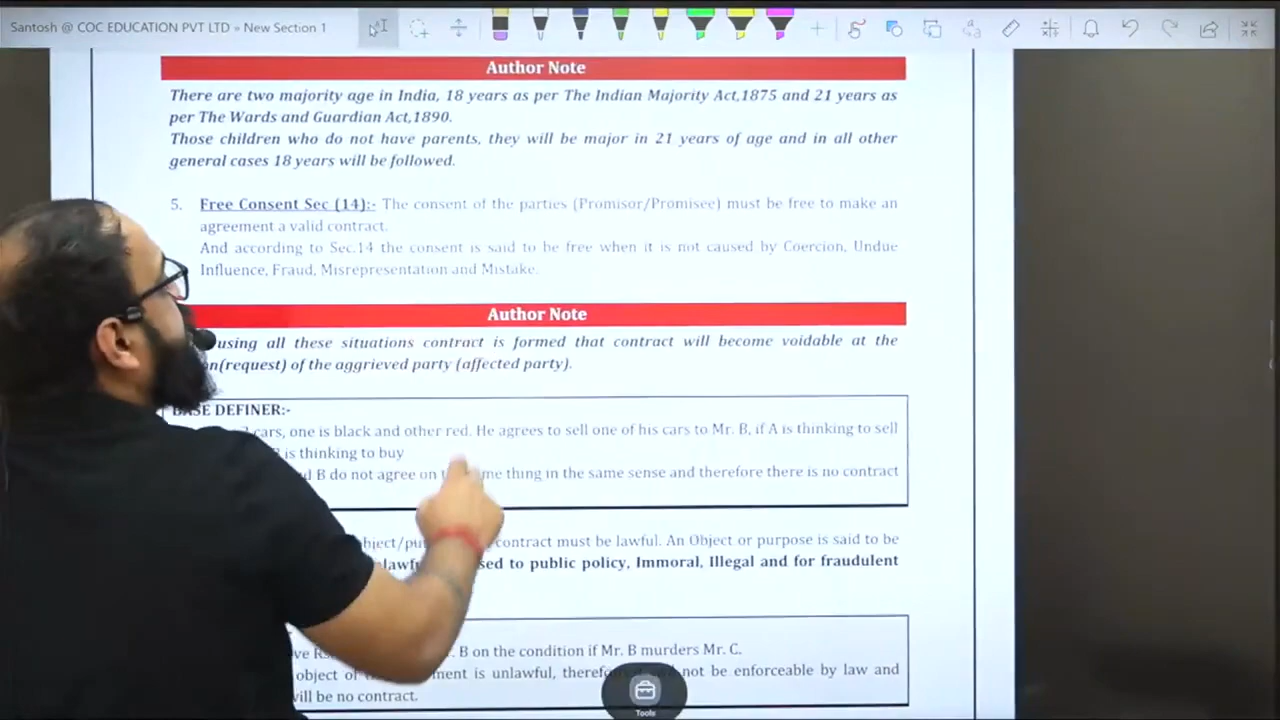 Santosh @ COC EDUCATION PVT LTD » New Section 1
Author Note
There are two majority age in India, 18 years as per The Indian Majority Act,1875 and 21 years as
per The Wards and Guardian Act,1890.
Those children who do not have parents, they will be major in 21 years of age and in all other
general cases 18 years will be followed.
5. Free Consent Sec (14):- The consent of the parties (Promisor/Promisee) must be free to make an
agreement a valid contract.
And according to Sec.14 the consent is said to be free when it is not caused by Coercion, Undue
Influence, Fraud, Misrepresentation and Mistake.
Author Note
using all these situations contract is formed that contract will become voidable at the
(request) of the aggrieved party (affected party).
BASE DEFINER:-
cars, one is black and other red. He agrees to sell one of his cars to Mr. B, if A is thinking to sell
is thinking to buy
B do not agree on thing in the same sense and therefore there is no contract
contract must be lawful. An Object or purpose is said to be
to public policy, Immoral, Illegal and for fraudulent
B on the condition if Mr. B murders Mr. C.
object of is unlawful, not be enforceable by law and
be no contract.
Tools